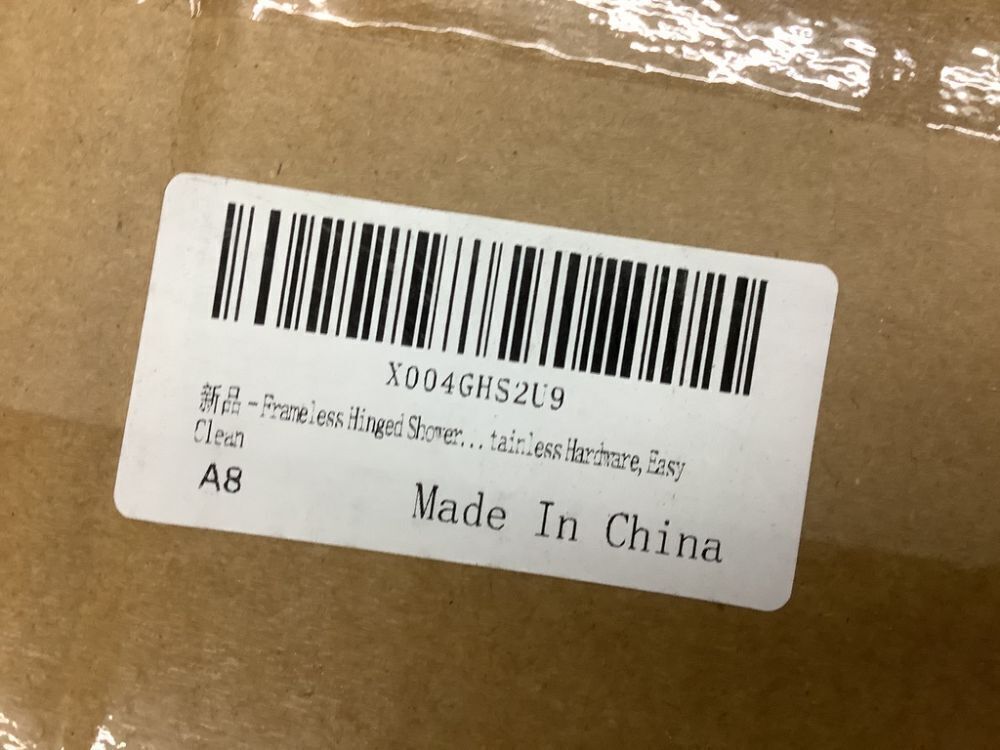 X004GHS2U9
新品 - Frameless Hinged Shower... tainless Hardware, Easy
Clean
A8
Made In China